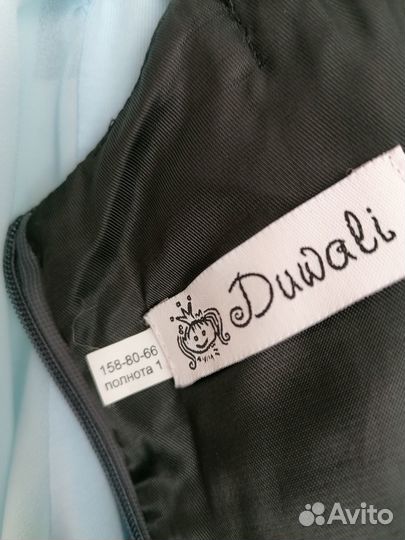 Duwali
158-80-66
полнота 1
Avito